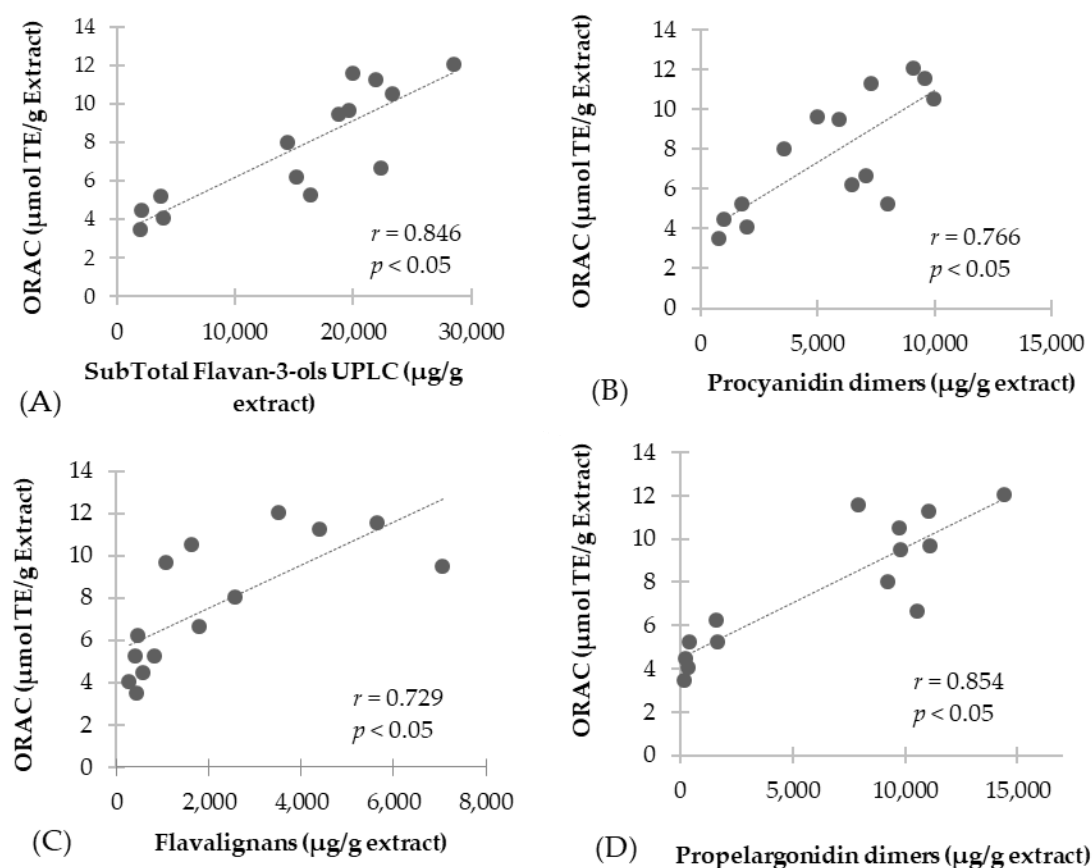 ORAC (μmol TE/g Extract)
14
12
10
8
6
4
2
0
r = 0.846
p < 0.05
0 10,000 20,000 30,000
SubTotal Flavan-3-ols UPLC (μg/g
extract)
(A)
ORAC (μmol TE/g Extract)
14
12
10
8
6
4
2
0
r = 0.766
p < 0.05
0 5,000 10,000 15,000
Procyanidin dimers (μg/g extract)
(B)
ORAC (μmol TE/g Extract)
14
12
10
8
6
4
2
0
r = 0.729
p < 0.05
0 2,000 4,000 6,000 8,000
Flavalignans (μg/g extract)
(C)
ORAC (μmol TE/g Extract)
14
12
10
8
6
4
2
0
r = 0.854
p < 0.05
0 5,000 10,000 15,000
Propelargonidin dimers (μg/g extract)
(D)